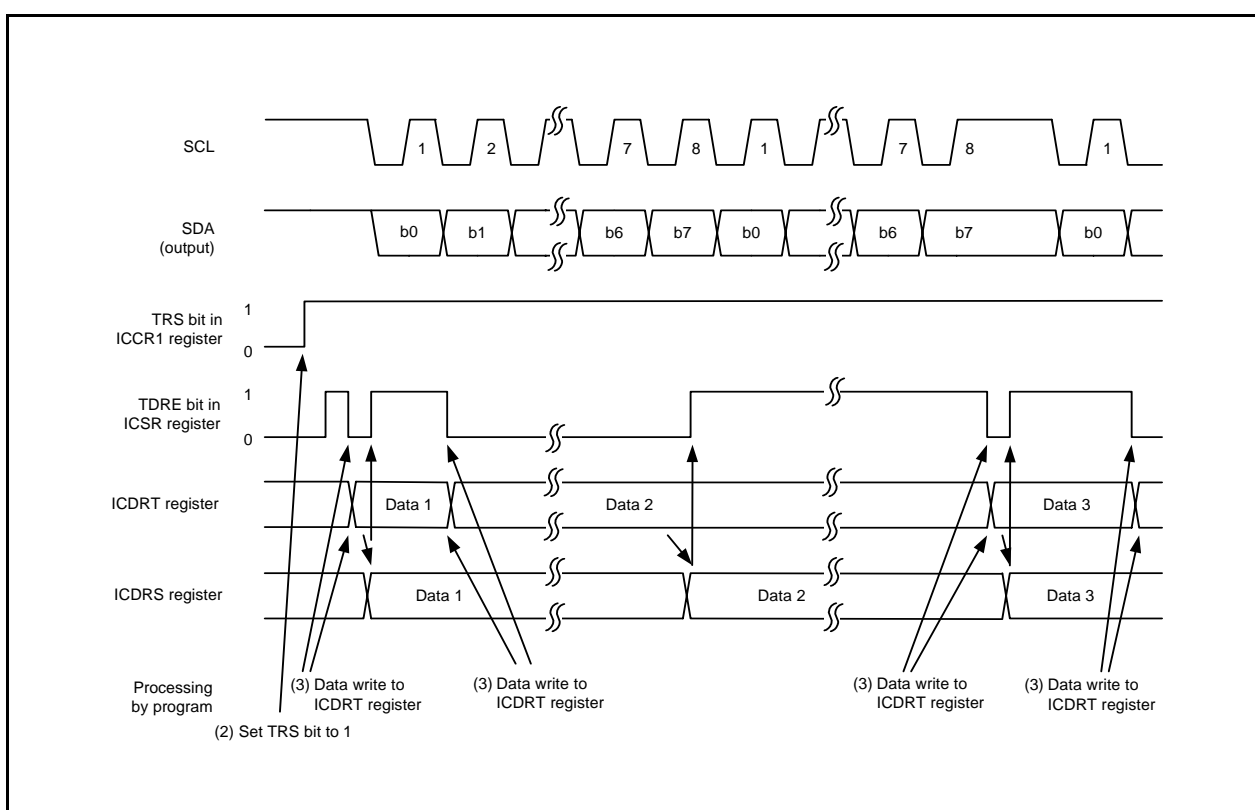 SCL
1 2 7 8 1 7 8 1
SDA
(output)
b0 b1 b6 b7 b0 b6 b7 b0
TRS bit in
ICCR1 register
1
0
TDRE bit in
ICSR register
1
0
ICDRT register
Data 1 Data 2 Data 3
ICDRS register
Data 1 Data 2 Data 3
Processing
by program
(3) Data write to
ICDRT register
(3) Data write to
ICDRT register
(3) Data write to
ICDRT register
(3) Data write to
ICDRT register
(2) Set TRS bit to 1